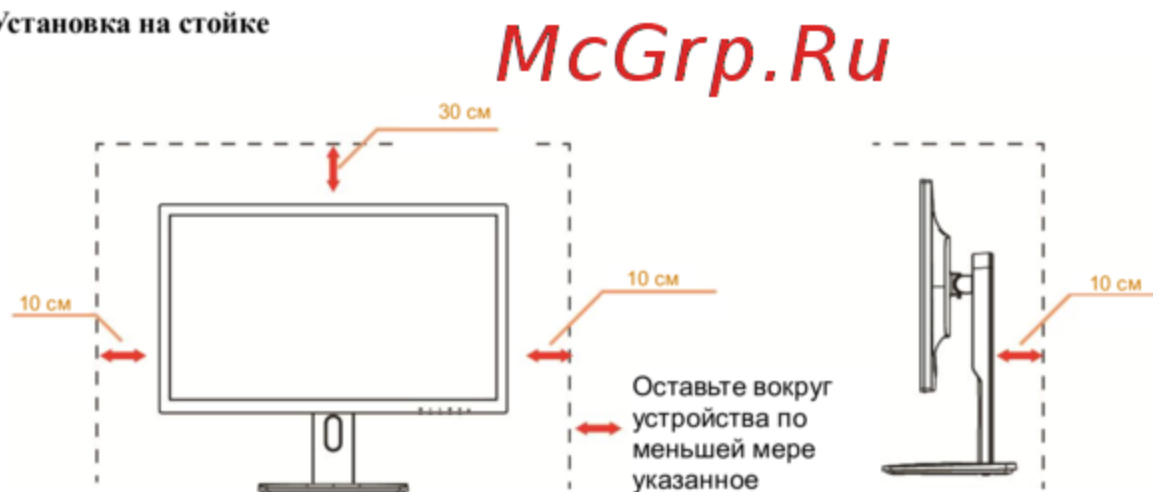 Установка на стойке
McGrp.Ru
30 см
10 см
10 см
10 см
Оставьте вокруг
устройства по
меньшей мере
указанное